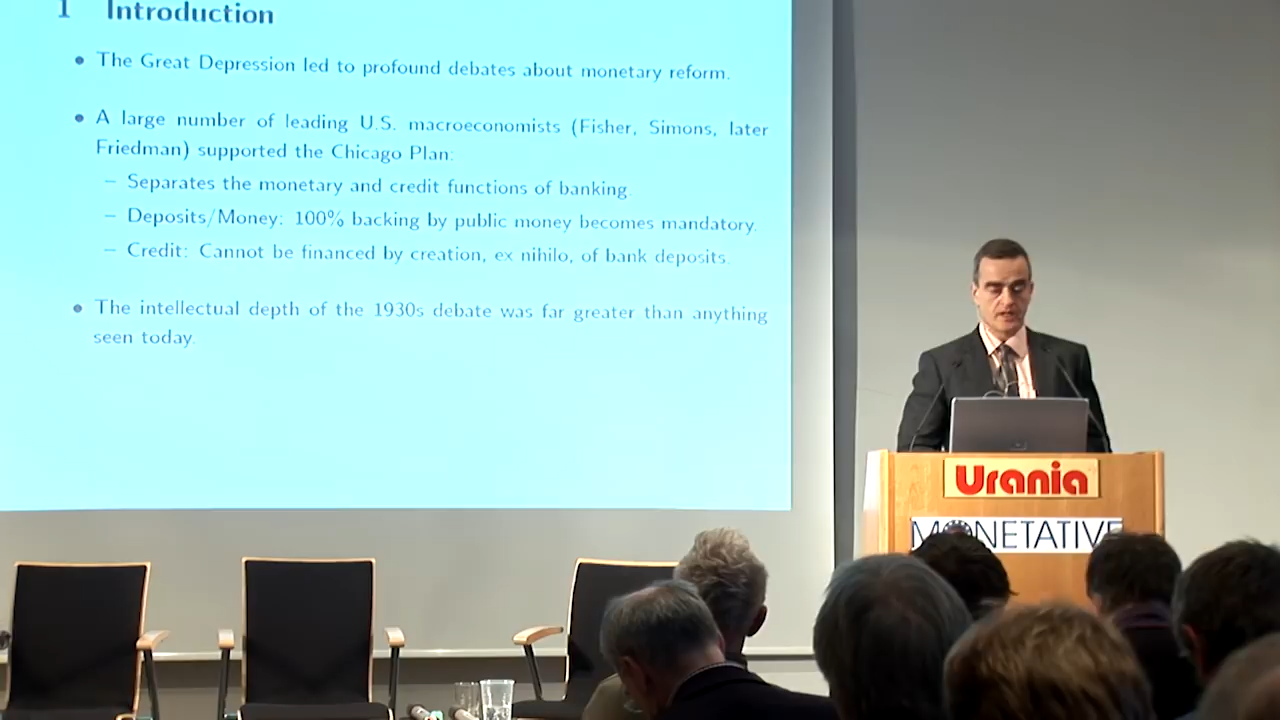 1 Introduction
• The Great Depression led to profound debates about monetary reform.
• A large number of leading U.S. macroeconomists (Fisher, Simons, later
Friedman) supported the Chicago Plan:
– Separates the monetary and credit functions of banking.
– Deposits/Money: 100% backing by public money becomes mandatory.
– Credit: Cannot be financed by creation, ex nihilo, of bank deposits.
• The intellectual depth of the 1930s debate was far greater than anything
seen today.
Urania
MONETATIVE